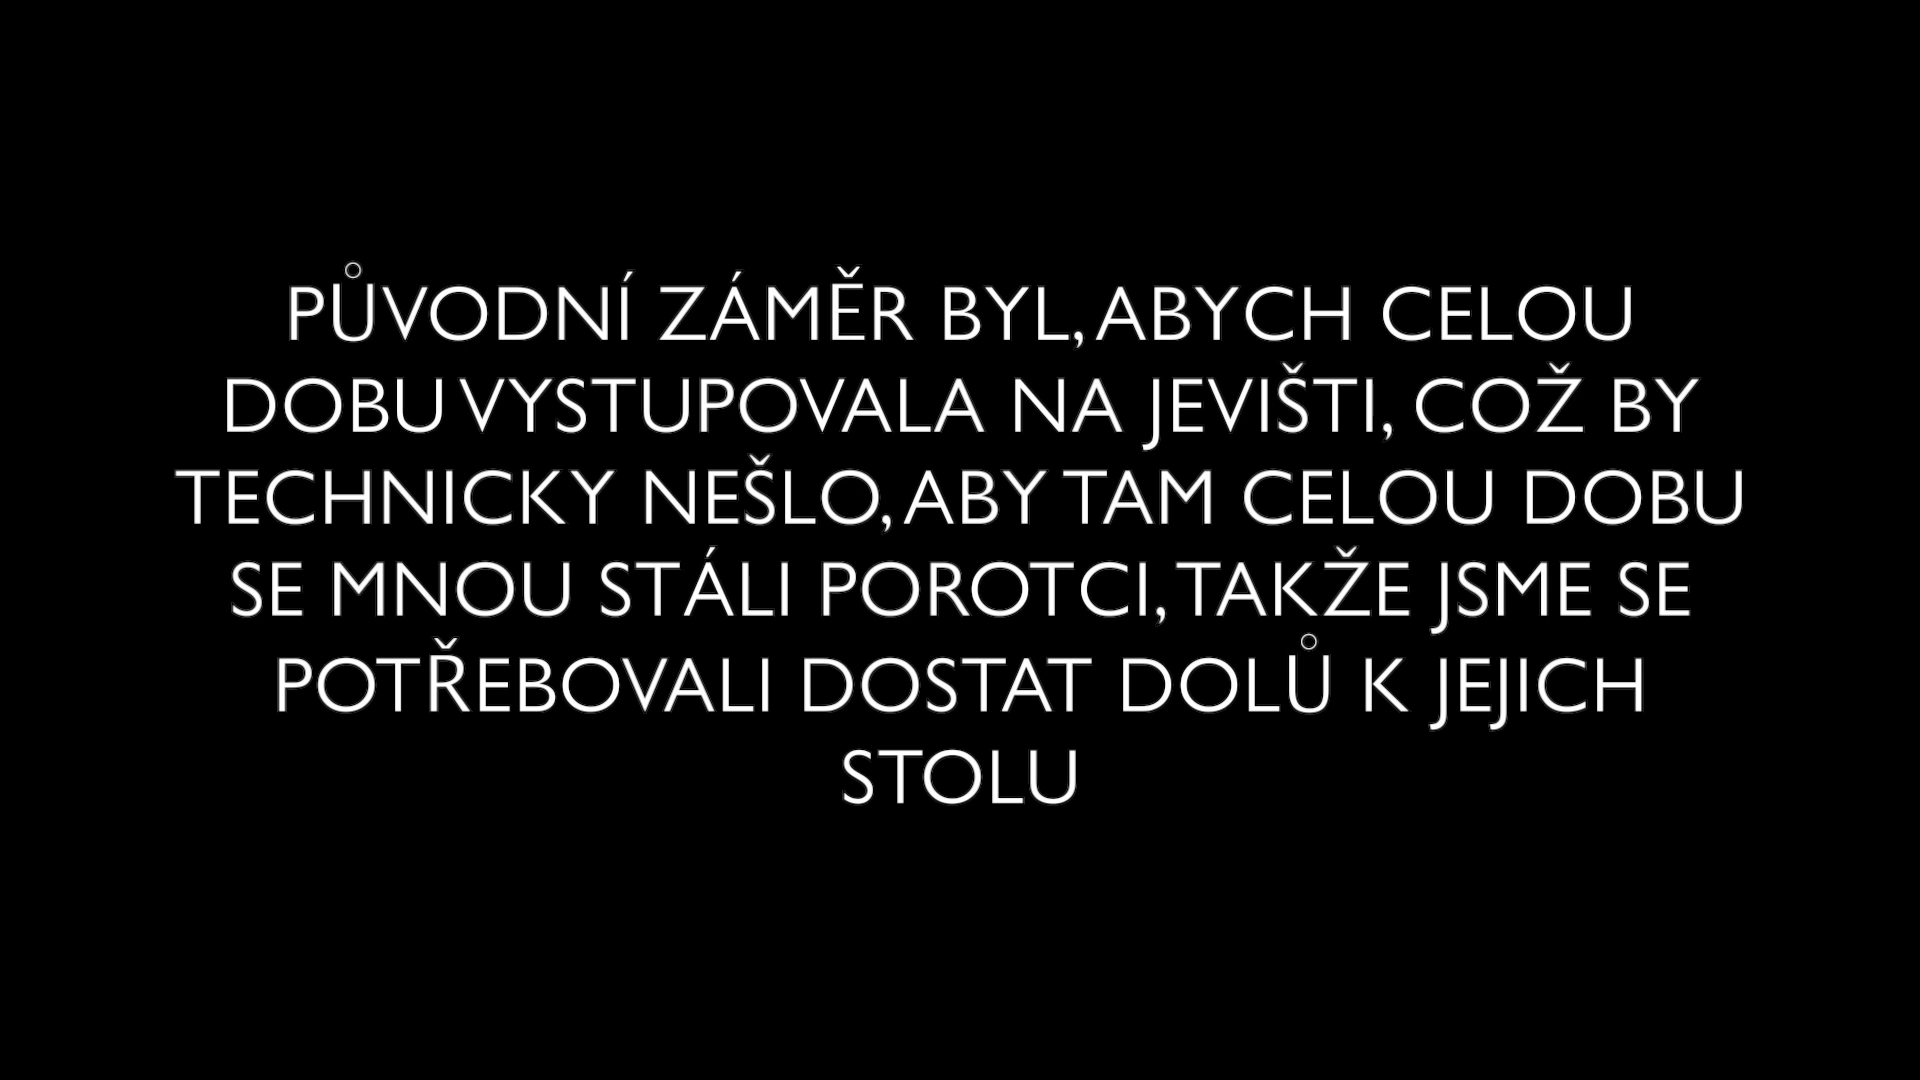 PŮVODNÍ ZÁMĚR BYL, ABYCH CELOU
DOBU VYSTUPOVALA NA JEVIŠTI, COŽ BY
TECHNICKY NEŠLO, ABY TAM CELOU DOBU
SE MNOU STÁLI POROTCI, TAKŽE JSME SE
POTŘEBOVALI DOSTAT DOLŮ K JEJICH
STOLU